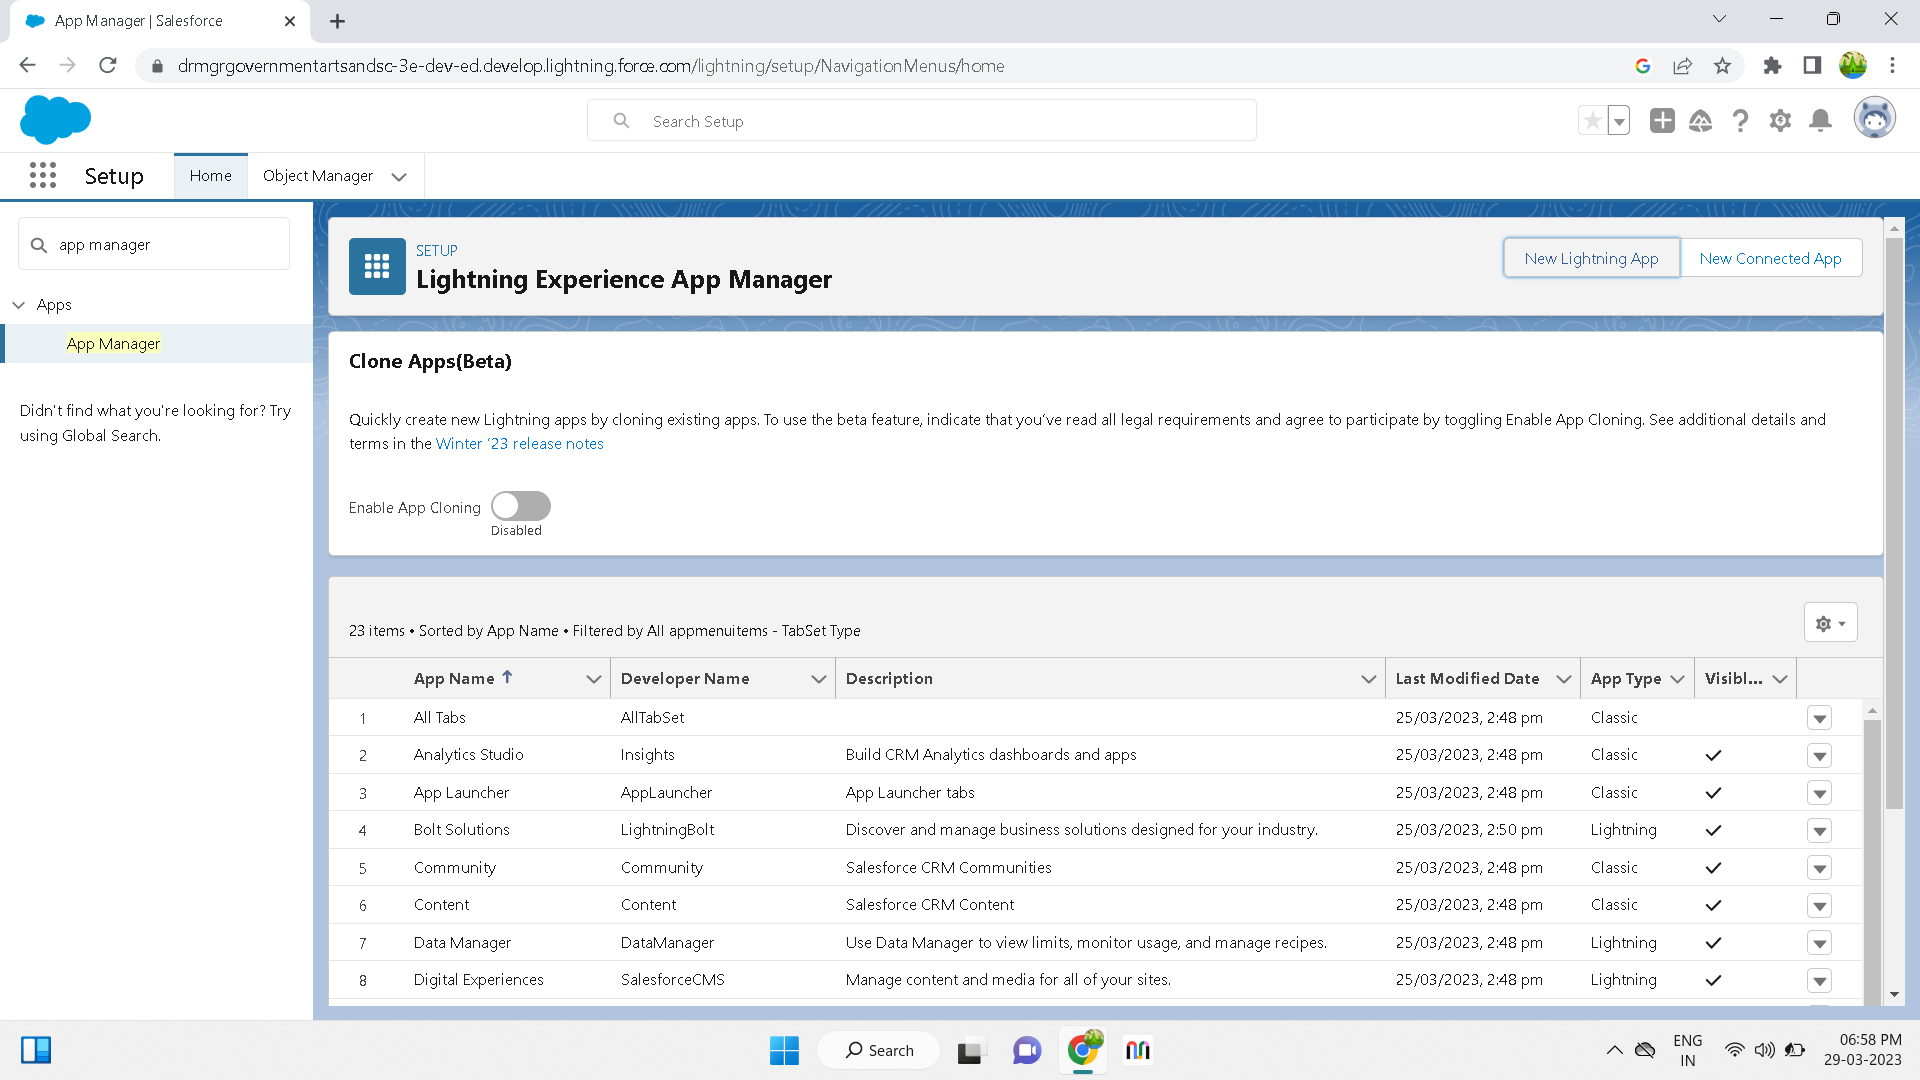 App Manager | Salesforce
drmgrgovernmentartsandsc-3e-dev-ed.develop.lightning.force.com/lightning/setup/NavigationMenus/home
Search Setup
Setup
Home
Object Manager
app manager
Apps
App Manager
Didn't find what you're looking for? Try
using Global Search.
SETUP
Lightning Experience App Manager
New Lightning App
New Connected App
Clone Apps(Beta)
Quickly create new Lightning apps by cloning existing apps. To use the beta feature, indicate that you've read all legal requirements and agree to participate by toggling Enable App Cloning. See additional details and
terms in the Winter '23 release notes
Enable App Cloning
Disabled
23 items • Sorted by App Name • Filtered by All appmenuitems - TabSet Type
App Name Developer Name Description Last Modified Date App Type Visibl...
1 All Tabs AllTabSet 25/03/2023, 2:48 pm Classic
2 Analytics Studio Insights Build CRM Analytics dashboards and apps 25/03/2023, 2:48 pm Classic
3 App Launcher AppLauncher App Launcher tabs 25/03/2023, 2:48 pm Classic
4 Bolt Solutions LightningBolt Discover and manage business solutions designed for your industry. 25/03/2023, 2:50 pm Lightning
5 Community Community Salesforce CRM Communities 25/03/2023, 2:48 pm Classic
6 Content Content Salesforce CRM Content 25/03/2023, 2:48 pm Classic
7 Data Manager DataManager Use Data Manager to view limits, monitor usage, and manage recipes. 25/03/2023, 2:48 pm Lightning
8 Digital Experiences SalesforceCMS Manage content and media for all of your sites. 25/03/2023, 2:48 pm Lightning
Search
ENG
IN
06:58 PM
29-03-2023